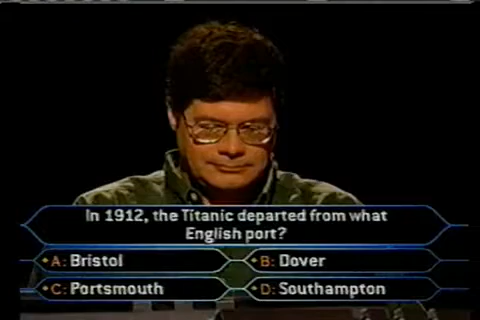 In 1912, the Titanic departed from what
English port?
A: Bristol
B: Dover
C: Portsmouth
D: Southampton